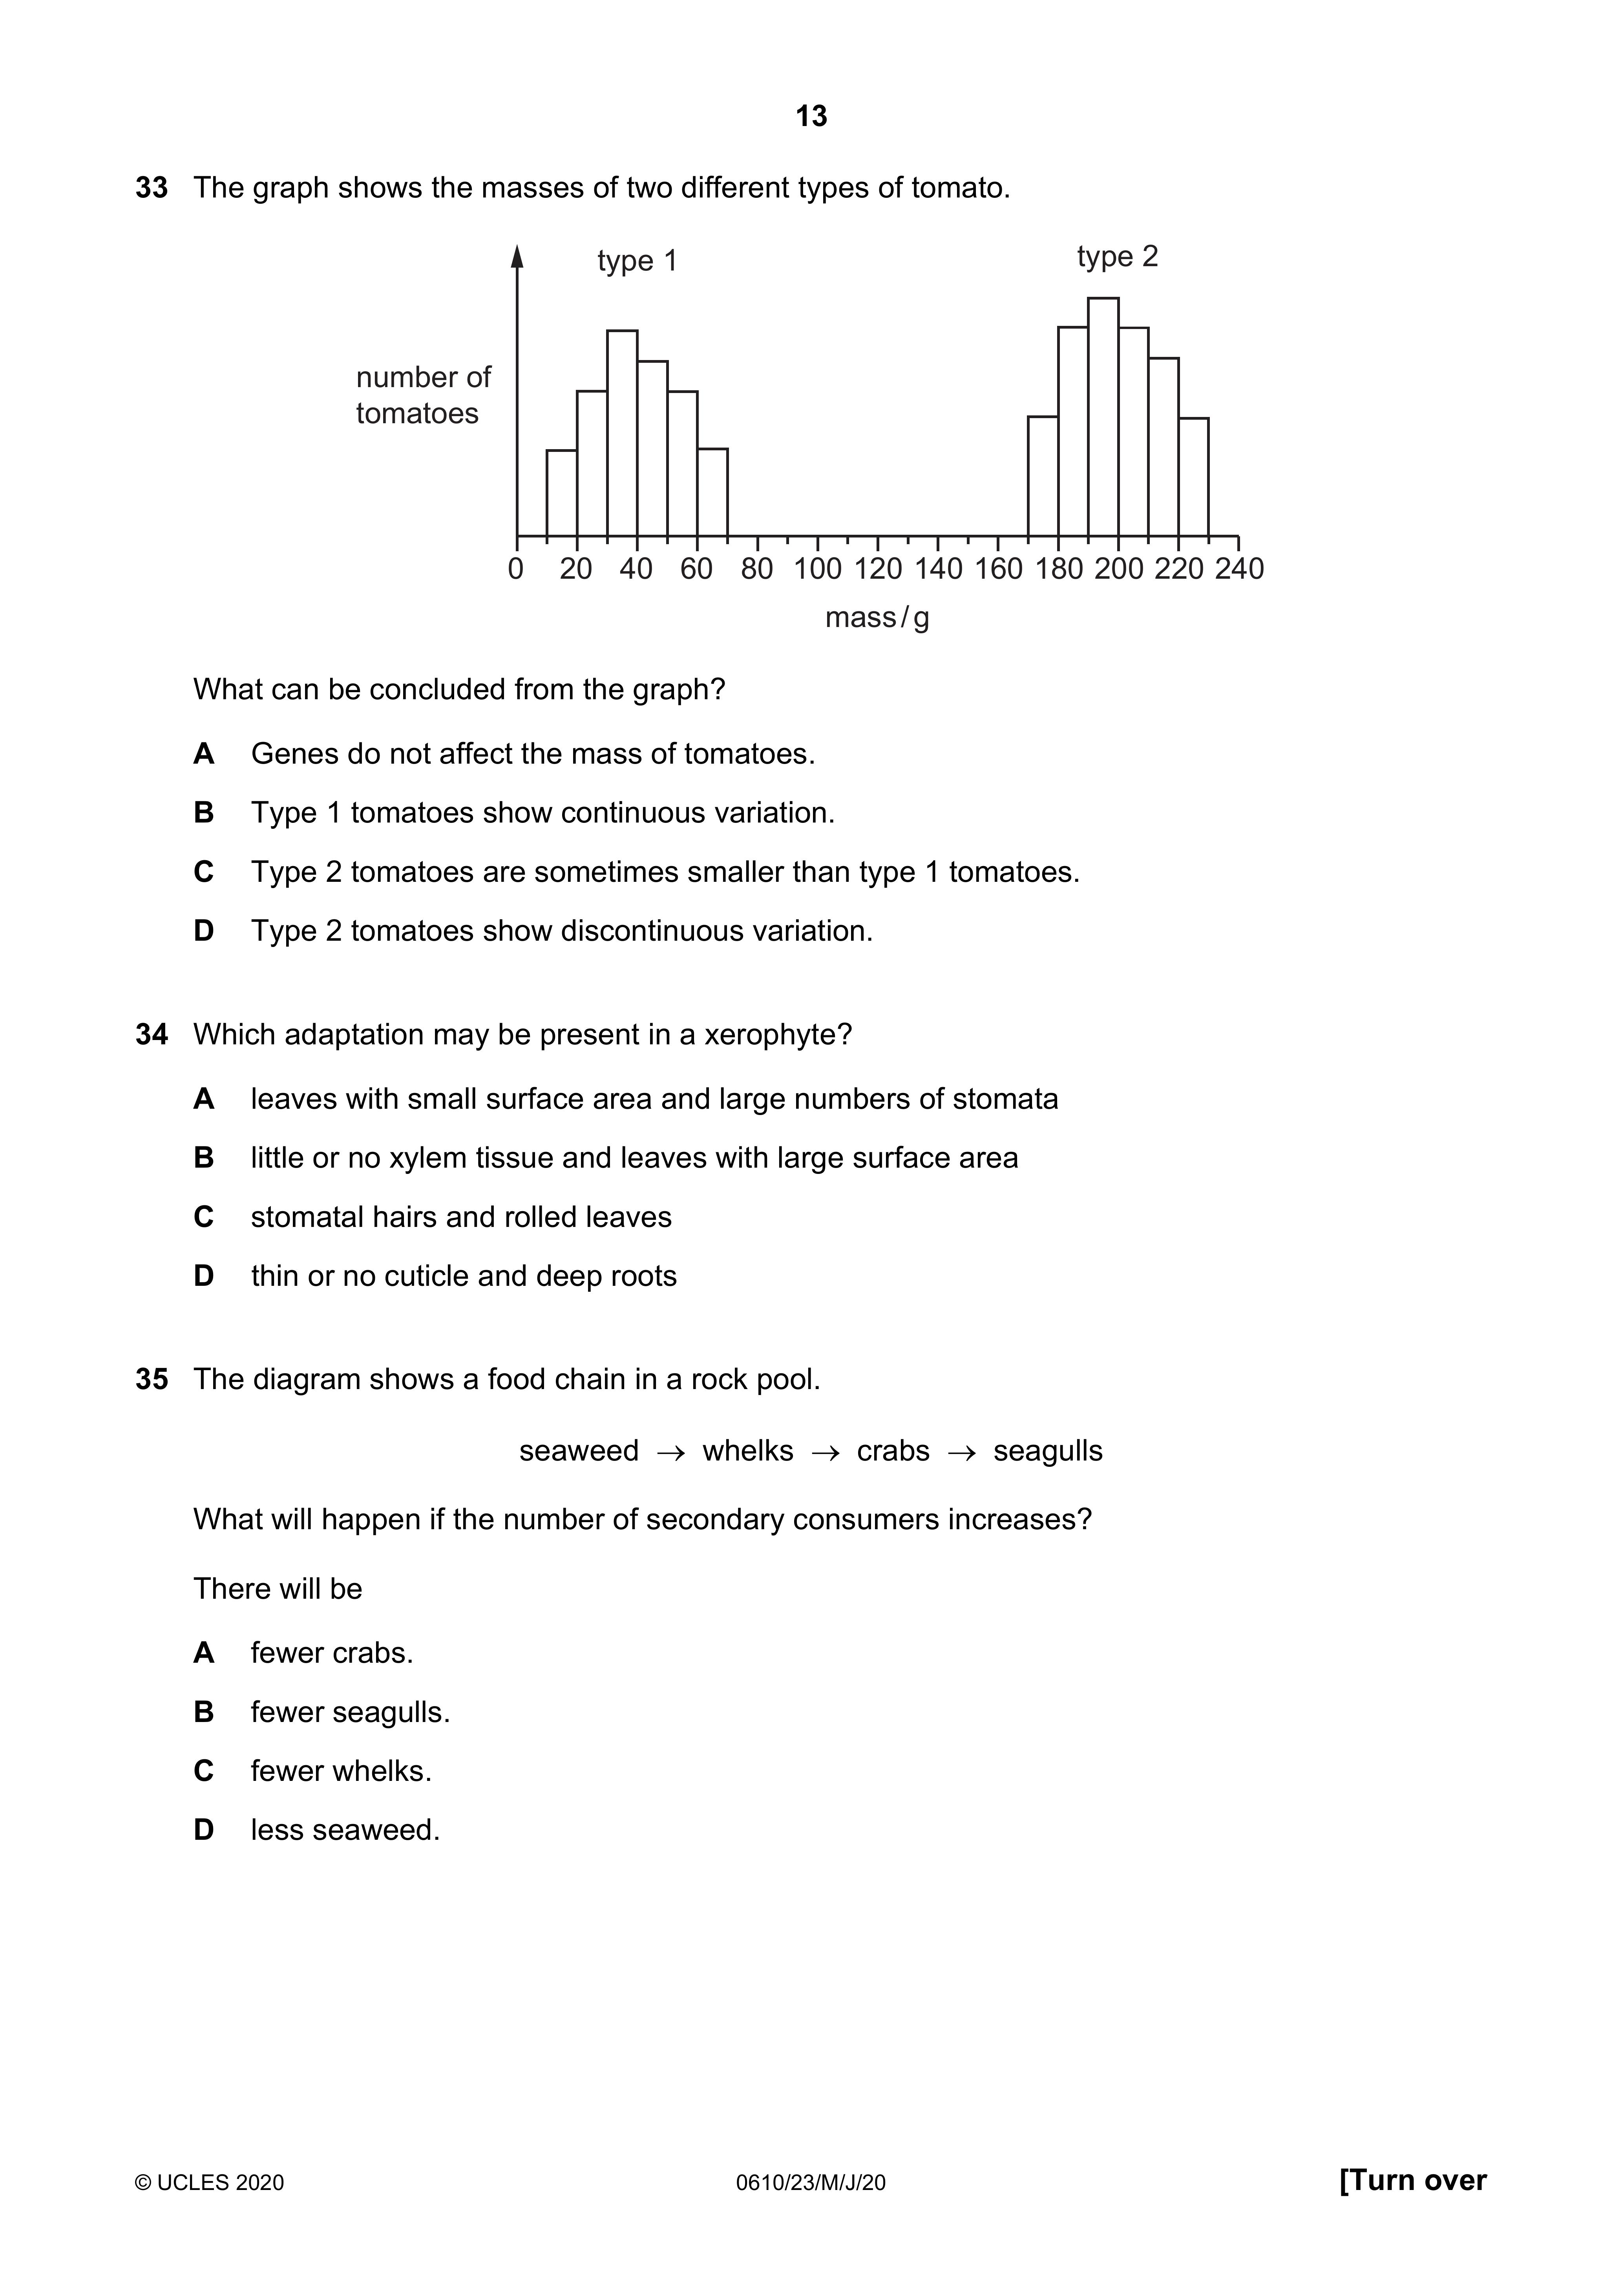 13
33 The graph shows the masses of two different types of tomato.
type 1
type 2
number of
tomatoes
0 20 40 60 80 100 120 140 160 180 200 220 240
mass / g
What can be concluded from the graph?
A Genes do not affect the mass of tomatoes.
B Type 1 tomatoes show continuous variation.
C Type 2 tomatoes are sometimes smaller than type 1 tomatoes.
D Type 2 tomatoes show discontinuous variation.
34 Which adaptation may be present in a xerophyte?
A leaves with small surface area and large numbers of stomata
B little or no xylem tissue and leaves with large surface area
C stomatal hairs and rolled leaves
D thin or no cuticle and deep roots
35 The diagram shows a food chain in a rock pool.
seaweed → whelks → crabs → seagulls
What will happen if the number of secondary consumers increases?
There will be
A fewer crabs.
B fewer seagulls.
C fewer whelks.
D less seaweed.
© UCLES 2020 0610/23/M/J/20 [Turn over